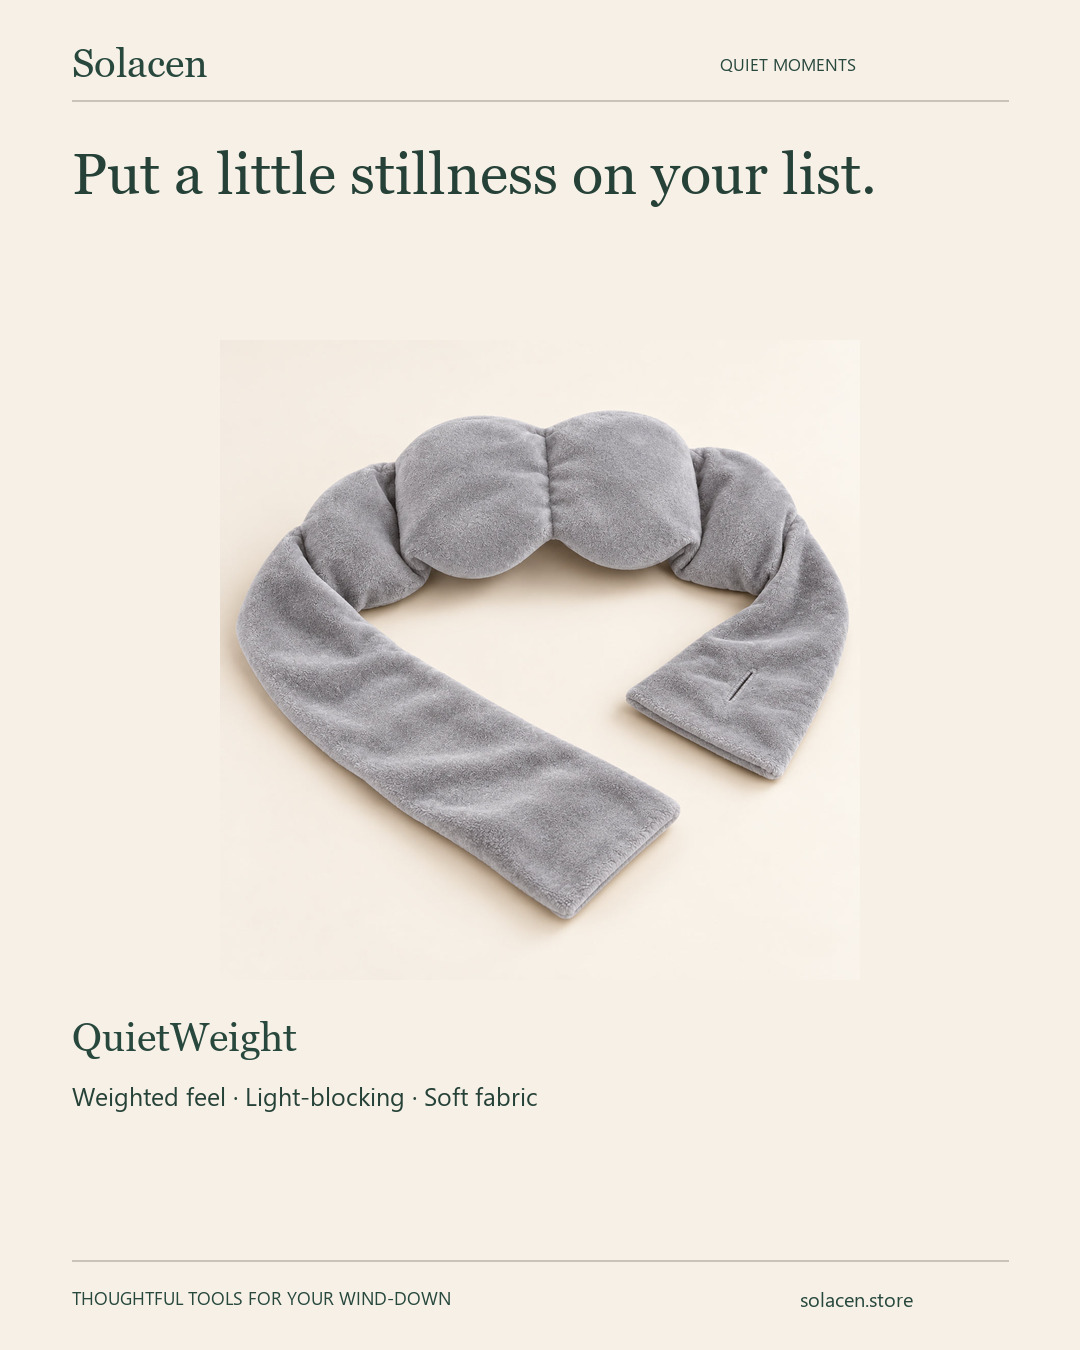 Solacen
QUIET MOMENTS
Put a little stillness on your list.
QuietWeight
Weighted feel · Light-blocking · Soft fabric
THOUGHTFUL TOOLS FOR YOUR WIND-DOWN
solacen.store